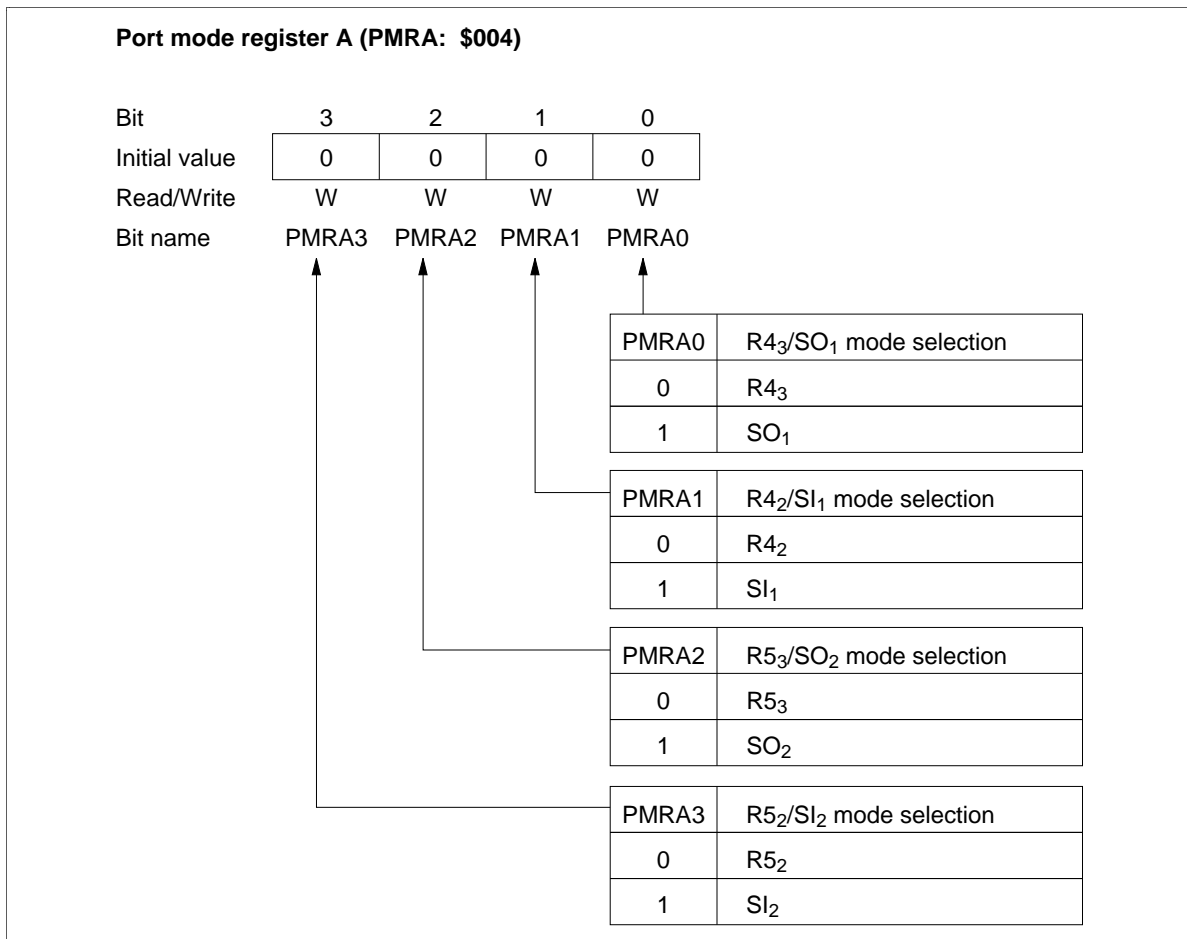 Port mode register A (PMRA: $004)
Bit 3 2 1 0
Initial value 0 0 0 0
Read/Write W W W W
Bit name PMRA3 PMRA2 PMRA1 PMRA0
PMRA0 R4₃/SO₁ mode selection
0 R4₃
1 SO₁
PMRA1 R4₂/SI₁ mode selection
0 R4₂
1 SI₁
PMRA2 R5₃/SO₂ mode selection
0 R5₃
1 SO₂
PMRA3 R5₂/SI₂ mode selection
0 R5₂
1 SI₂